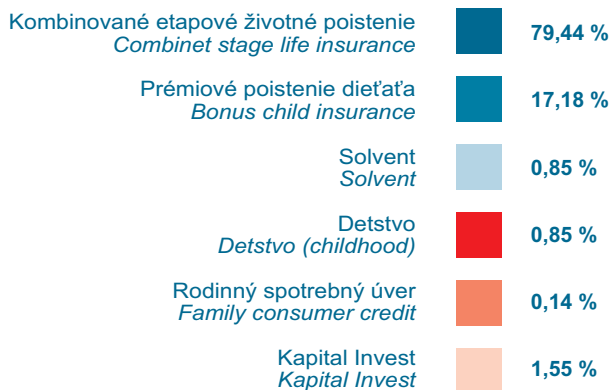 Kombinované etapové životné poistenie
Combinet stage life insurance
79,44 %
Prémiové poistenie dieťaťa
Bonus child insurance
17,18 %
Solvent
Solvent
0,85 %
Detstvo
Detstvo (childhood)
0,85 %
Rodinný spotrebný úver
Family consumer credit
0,14 %
Kapital Invest
Kapital Invest
1,55 %